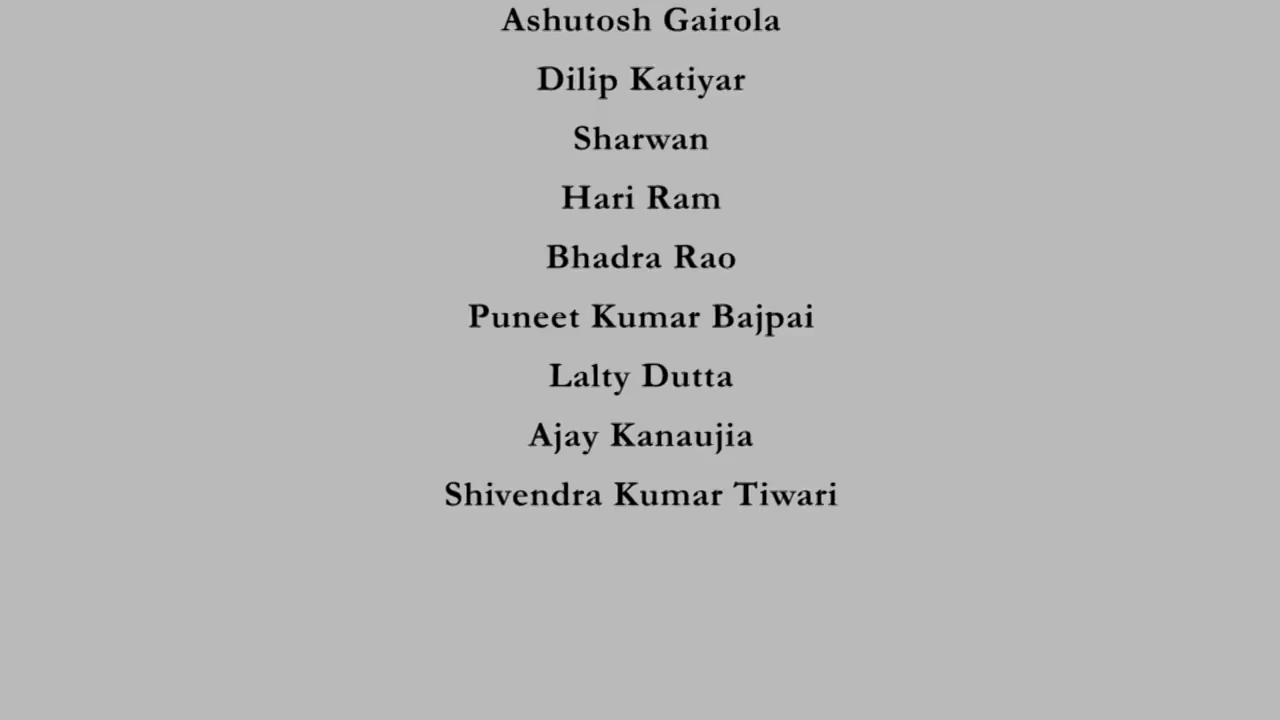 Ashutosh Gairola
Dilip Katiyar
Sharwan
Hari Ram
Bhadra Rao
Puneet Kumar Bajpai
Lalty Dutta
Ajay Kanaujia
Shivendra Kumar Tiwari